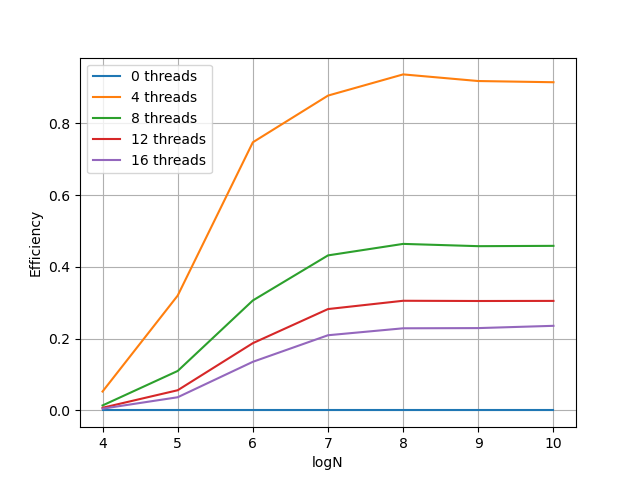 0 threads
4 threads
8 threads
12 threads
16 threads
0.8
0.6
0.4
0.2
0.0
Efficiency
4 5 6 7 8 9 10
logN